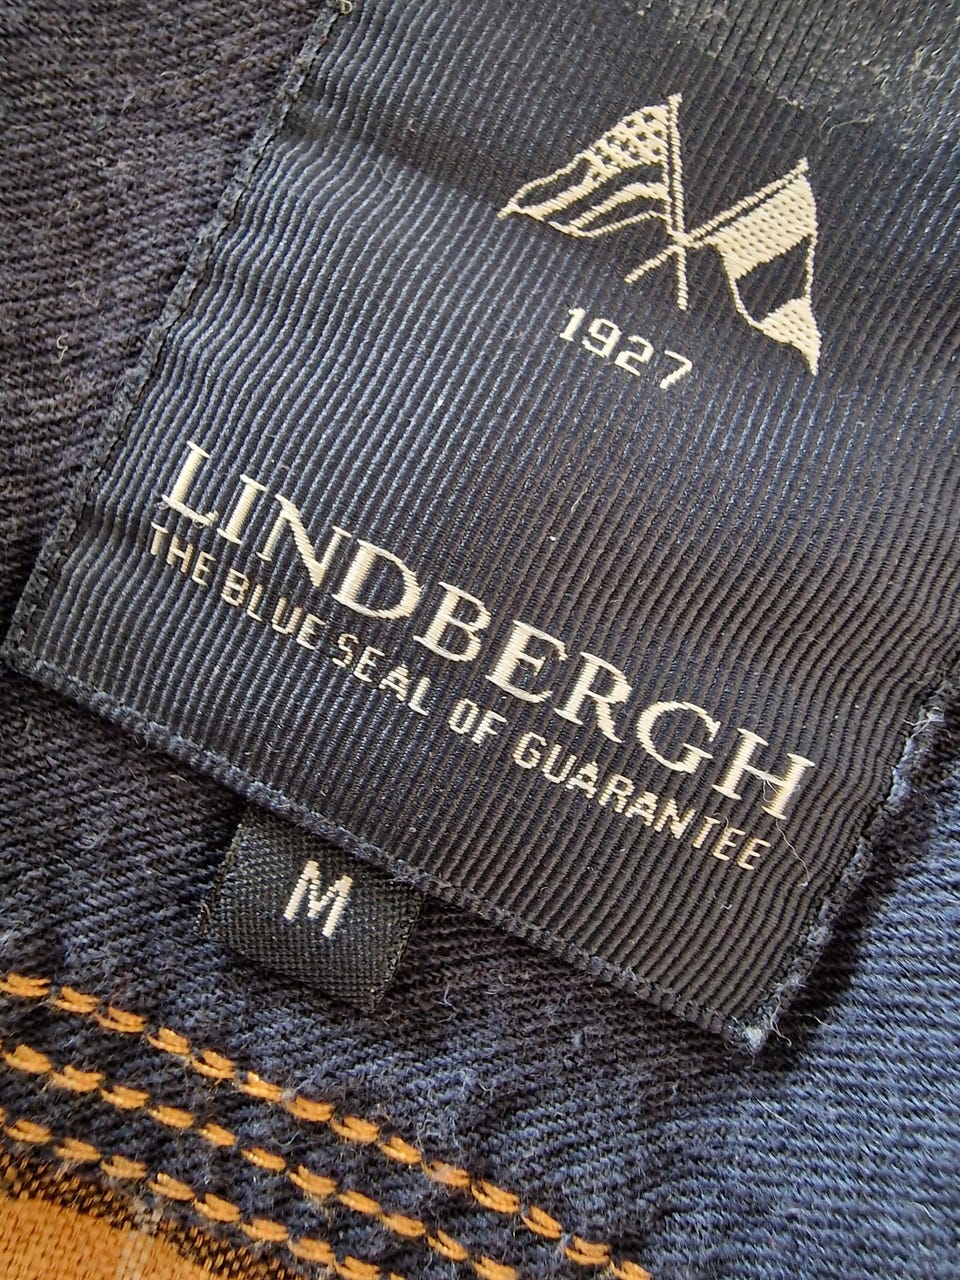 1927
LINDBERGH
THE BLUE SEAL OF GUARANTEE
M